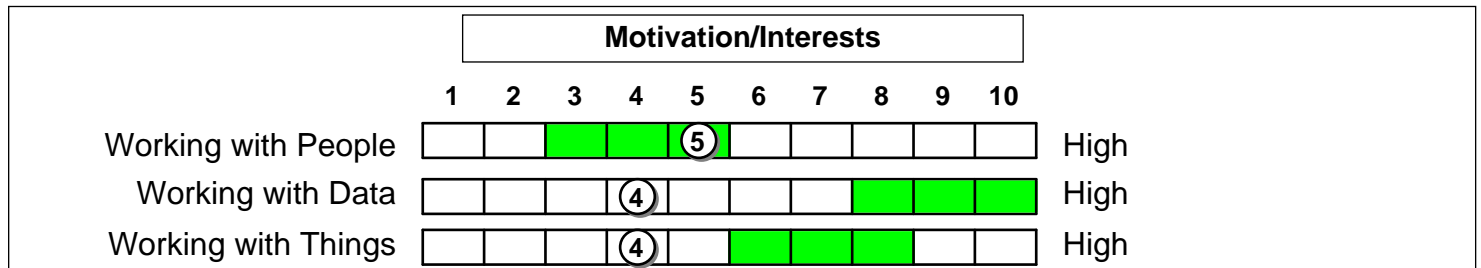 Motivation/Interests
1 2 3 4 5 6 7 8 9 10
Working with People 5 High
Working with Data 4 High
Working with Things 4 High